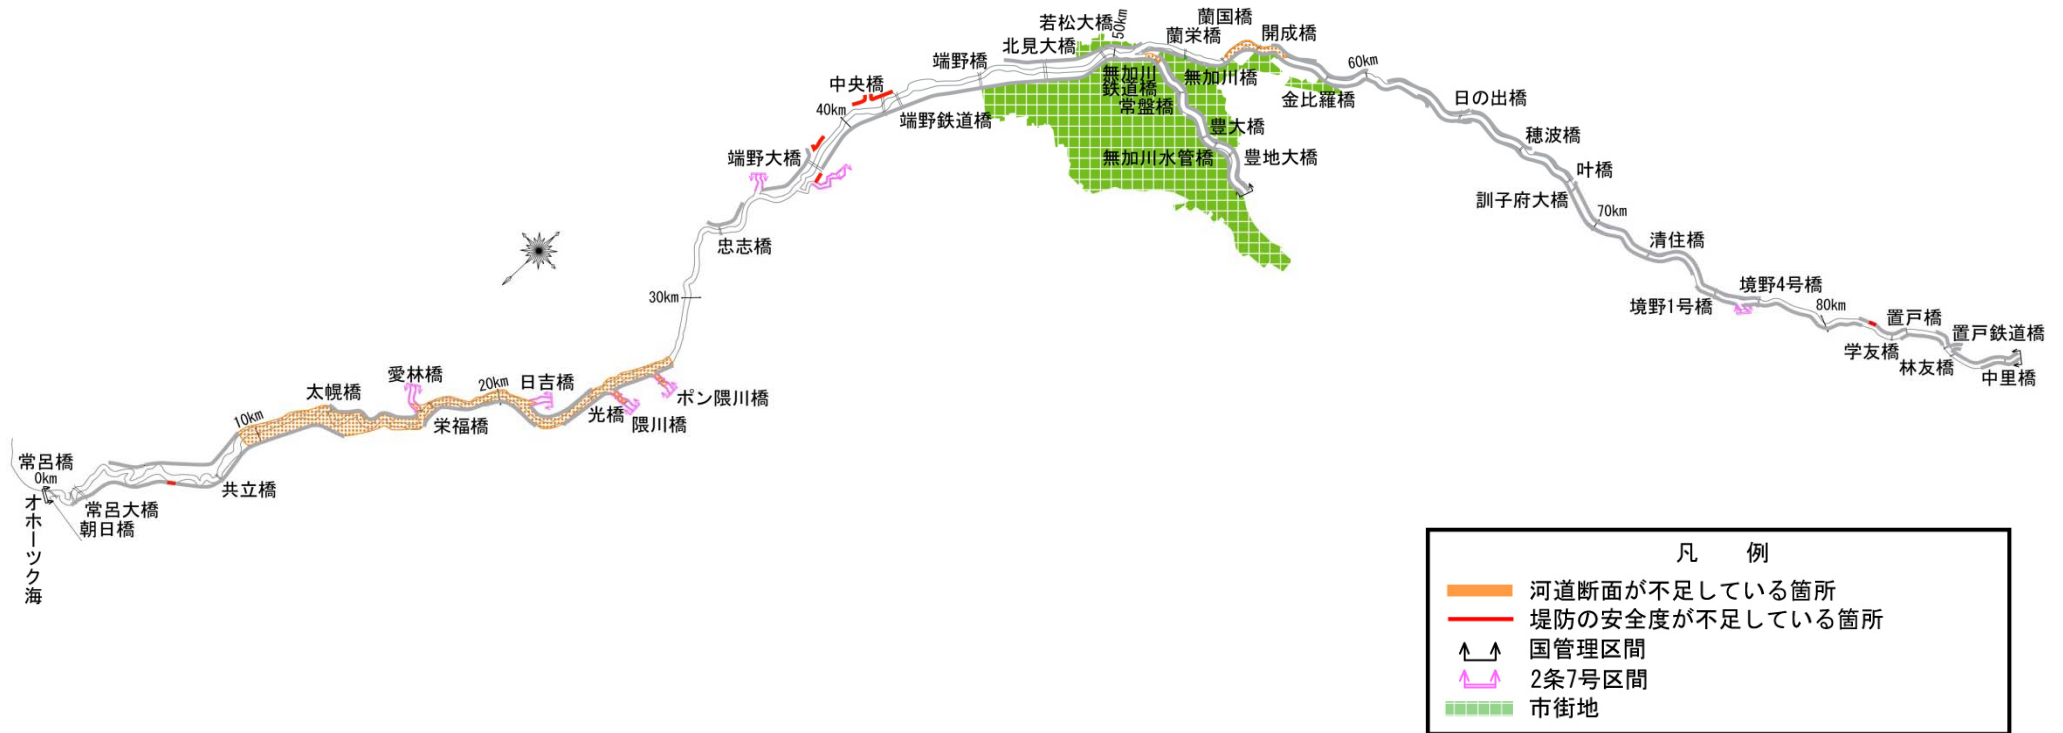 常呂橋
0km
オホーツク海
常呂大橋
朝日橋
共立橋
10km
太幌橋
愛林橋
栄福橋
20km
日吉橋
光橋
隈川橋
ポン隈川橋
30km
忠志橋
端野大橋
40km
中央橋
端野鉄道橋
端野橋
北見大橋
若松大橋
50km
無加川
鉄道橋
常盤橋
無加川橋
豊大橋
無加川水管橋
豊地大橋
蘭栄橋
蘭国橋
開成橋
金比羅橋
60km
日の出橋
穂波橋
叶橋
訓子府大橋
70km
清住橋
境野1号橋
境野4号橋
80km
学友橋
置戸橋
林友橋
置戸鉄道橋
中里橋
凡 例
河道断面が不足している箇所
堤防の安全度が不足している箇所
国管理区間
2条7号区間
市街地